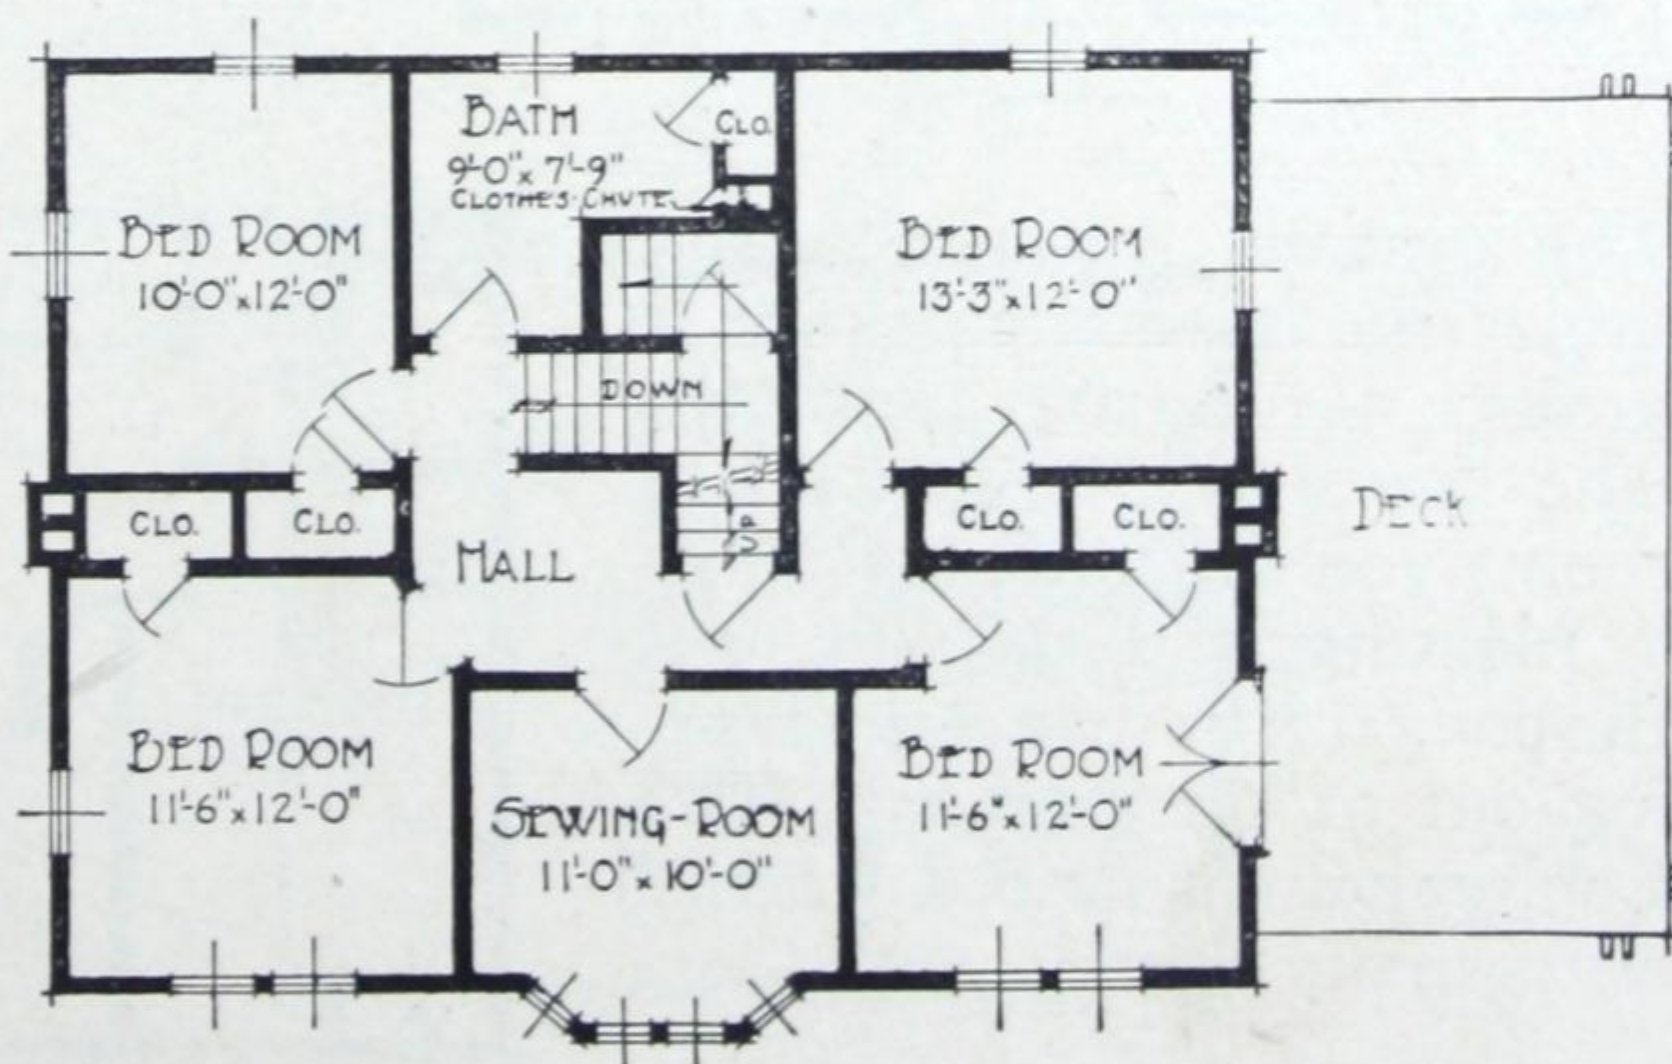 BATH
9'-0" x 7'-9"
CLOTHES-CHUTE
CLO.
BED ROOM
10'-0" x 12'-0"
BED ROOM
13'-3" x 12'-0"
DOWN
UP
CLO.
CLO.
HALL
CLO.
CLO.
DECK
BED ROOM
11'-6" x 12'-0"
SEWING-ROOM
11'-0" x 10'-0"
BED ROOM
11'-6" x 12'-0"